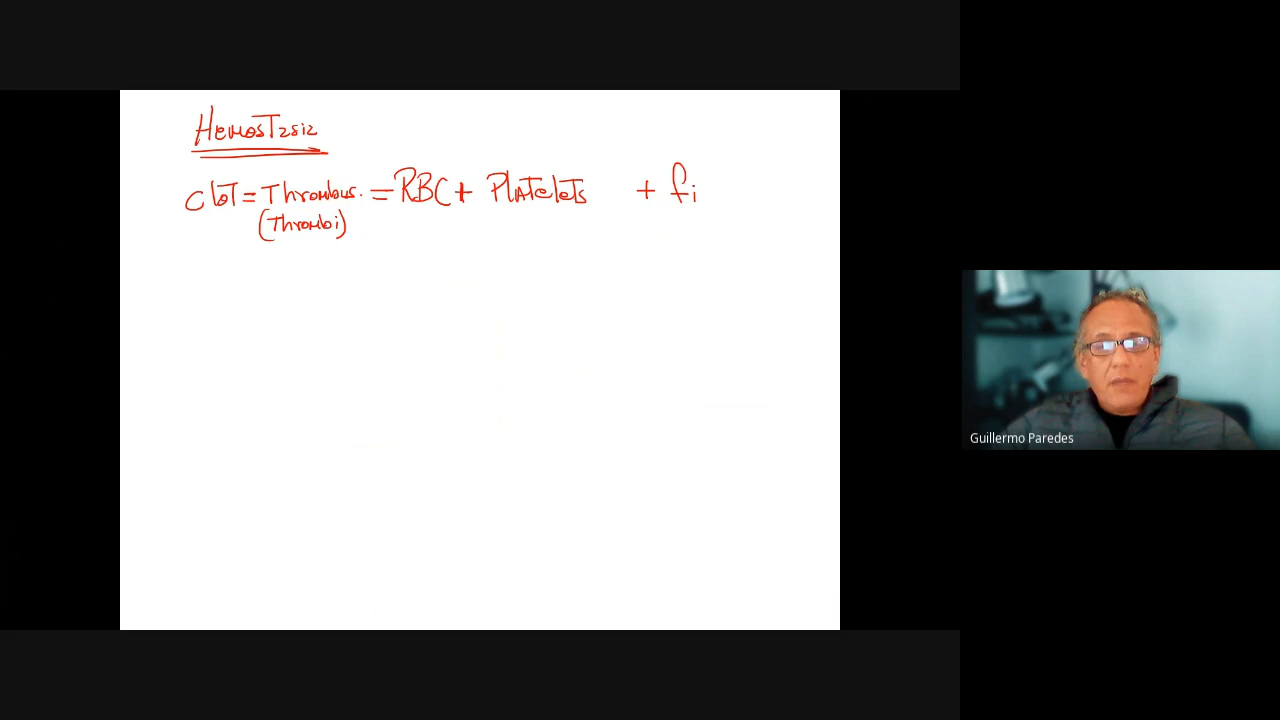 Hemostasis
Clot = Thrombus. = RBC + Platelets + fi
(Thrombi)
Guillermo Paredes